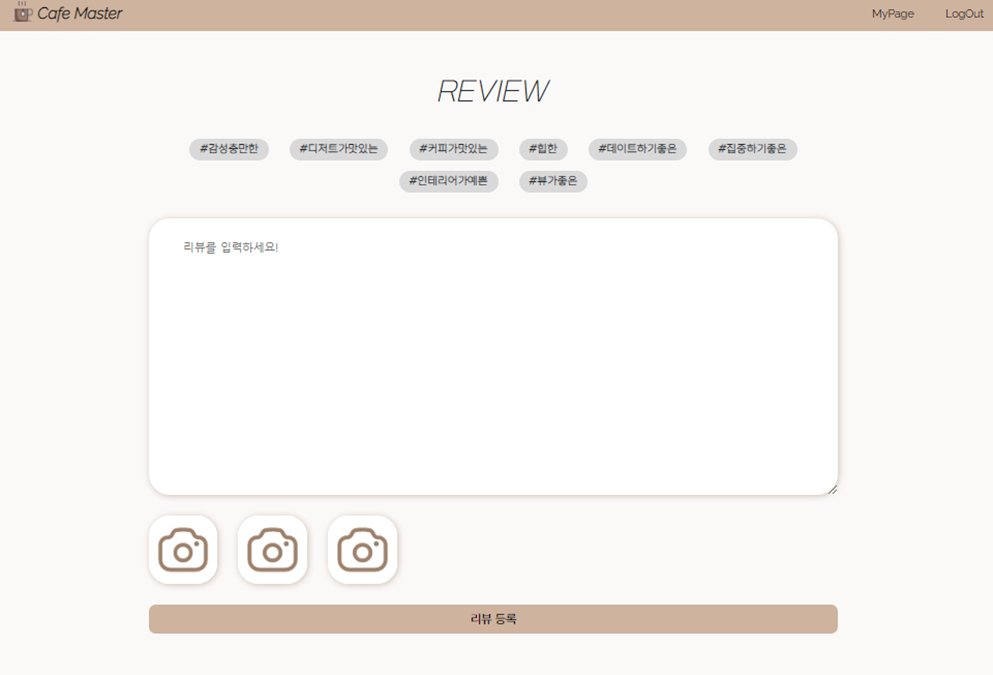 Cafe Master MyPage LogOut
REVIEW
#감성충만한 #디저트가맛있는 #커피가맛있는 #힙한 #데이트하기좋은 #집중하기좋은
#인테리어가예쁜 #뷰가좋은
리뷰를 입력하세요!
리뷰 등록